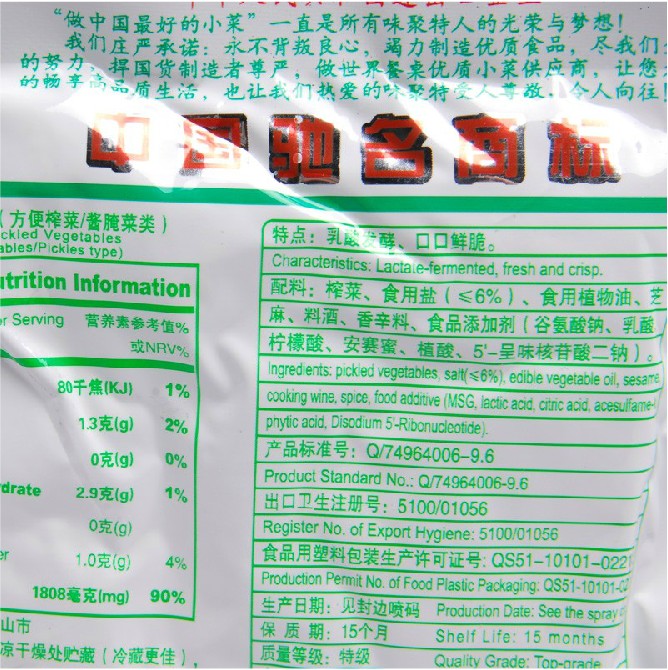 “做中国最好的小菜”一直是所有味聚特人的光荣与梦想！
我们庄严承诺：永不背叛良心，竭力制造优质食品，尽我们
的努力，捍国货制造者尊严，做世界餐桌优质小菜供应商，让您
的畅享高品质生活，也让我们热爱的味聚特受人尊敬，令人向往！
中国驰名商标
（方便榨菜/酱腌菜类）
ckled Vegetables
ables/Pickles type)
utrition Information
er Serving 营养素参考值%
或NRV%
80千焦(KJ) 1%
1.3克(g) 2%
0克(g) 0%
drate 2.9克(g) 1%
0克(g)
er 1.0克(g) 4%
1808毫克(mg) 90%
山市
凉干燥处贮藏（冷藏更佳），
特点：乳酸发酵、口口鲜脆。
Characteristics: Lactate-fermented, fresh and crisp.
配料：榨菜、食用盐（≤6%）、食用植物油、芝
麻、料酒、香辛料、食品添加剂（谷氨酸钠、乳酸
柠檬酸、安赛蜜、植酸、5'-呈味核苷酸二钠）。
Ingredients: pickled vegetables, salt(≤6%), edible vegetable oil, sesame
cooking wine, spice, food additive (MSG, lactic acid, citric acid, acesulfame-
phytic acid, Disodium 5'-Ribonucleotide).
产品标准号：Q/74964006-9.6
Product Standard No.: Q/74964006-9.6
出口卫生注册号：5100/01056
Register No. of Export Hygiene: 5100/01056
食品用塑料包装生产许可证号: QS51-10101-0221
Production Permit No. of Food Plastic Packaging: QS51-10101-02
生产日期：见封边喷码 Production Date: See the spray
保 质 期：15个月 Shelf Life: 15 months
质量等级：特级 Quality Grade: Top-grade